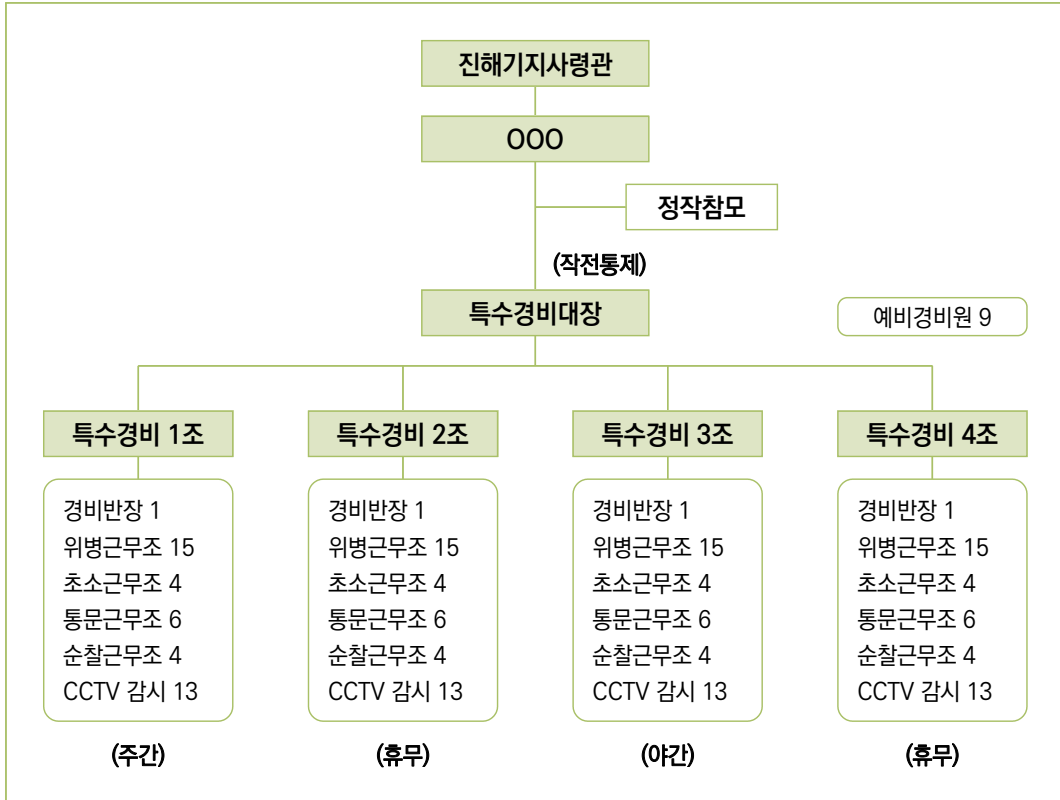 진해기지사령관
OOO
정작참모
(작전통제)
특수경비대장
예비경비원 9
특수경비 1조
경비반장 1
위병근무조 15
초소근무조 4
통문근무조 6
순찰근무조 4
CCTV 감시 13
(주간)
특수경비 2조
경비반장 1
위병근무조 15
초소근무조 4
통문근무조 6
순찰근무조 4
CCTV 감시 13
(휴무)
특수경비 3조
경비반장 1
위병근무조 15
초소근무조 4
통문근무조 6
순찰근무조 4
CCTV 감시 13
(야간)
특수경비 4조
경비반장 1
위병근무조 15
초소근무조 4
통문근무조 6
순찰근무조 4
CCTV 감시 13
(휴무)